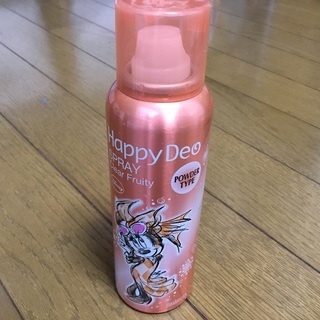 Happy Deo
SPRAY
Clear Fruity
POWDER
TYPE